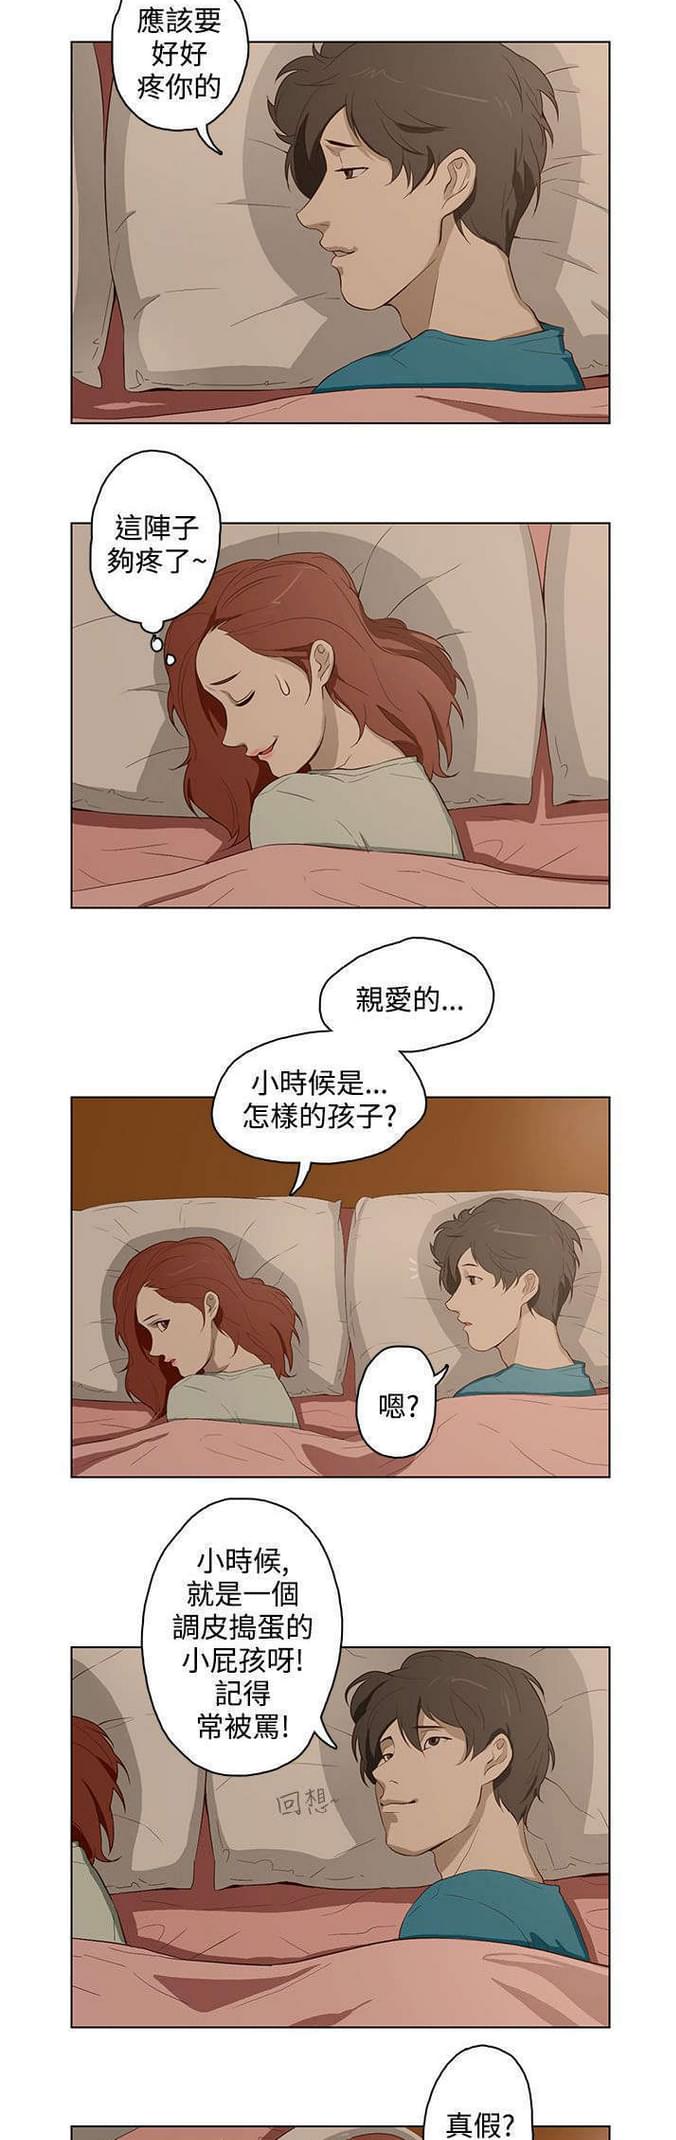 應該要
好好
疼你的
這陣子
夠疼了~
親愛的...
小時候是...
怎樣的孩子?
嗯?
小時候,
就是一個
調皮搗蛋的
小屁孩呀!
記得
常被罵!
回想~
真假?